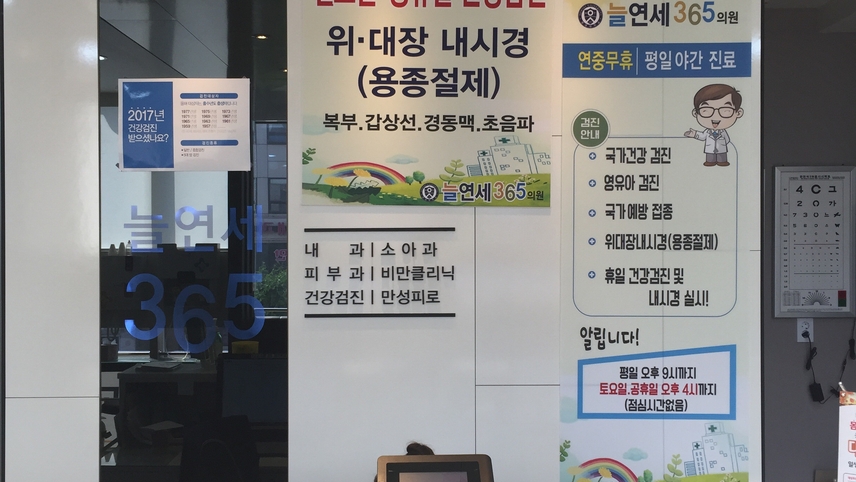 2017년
건강검진
받으셨나요?
늘연세
365
위·대장 내시경
(용종절제)
복부.갑상선.경동맥.초음파
늘연세365의원
내 과 | 소아과
피부과 | 비만클리닉
건강검진 | 만성피로
늘연세365의원
연중무휴 | 평일 야간 진료
검진
안내
국가건강 검진
영유아 검진
국가 예방 접종
위대장내시경(용종절제)
휴일 건강검진 및
내시경 실시!
알립니다!
평일 오후 9시까지
토요일.공휴일 오후 4시까지
(점심시간없음)
4 C 그